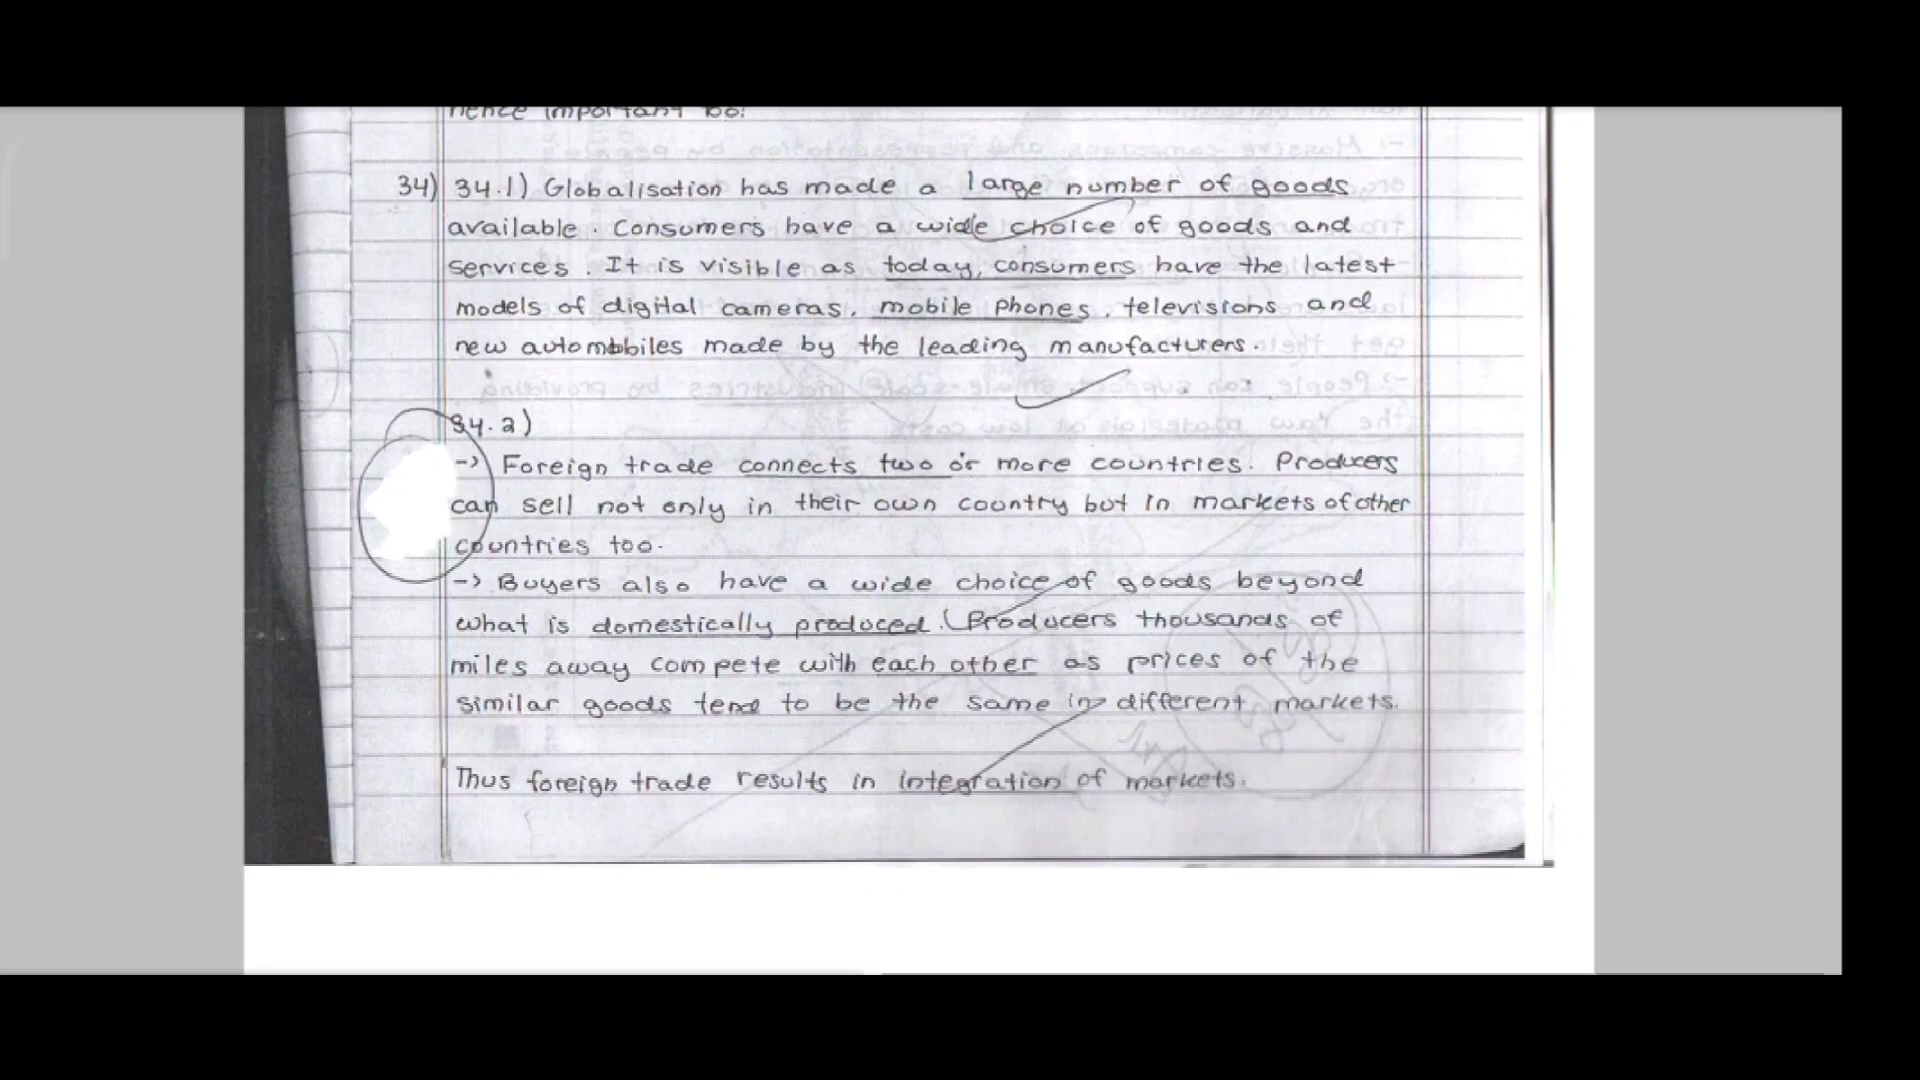 hence important to:
34) 34.1) Globalisation has made a large number of goods
available. Consumers have a wide choice of goods and
services. It is visible as today, consumers have the latest
models of digital cameras, mobile phones, televisions and
new automobiles made by the leading manufacturers.
34.2)
-> Foreign trade connects two or more countries. Producers
can sell not only in their own country but in markets of other
countries too.
-> Buyers also have a wide choice of goods beyond
what is domestically produced. (Producers thousands of
miles away compete with each other as prices of the
similar goods tend to be the same in different markets.
Thus foreign trade results in integration of markets.